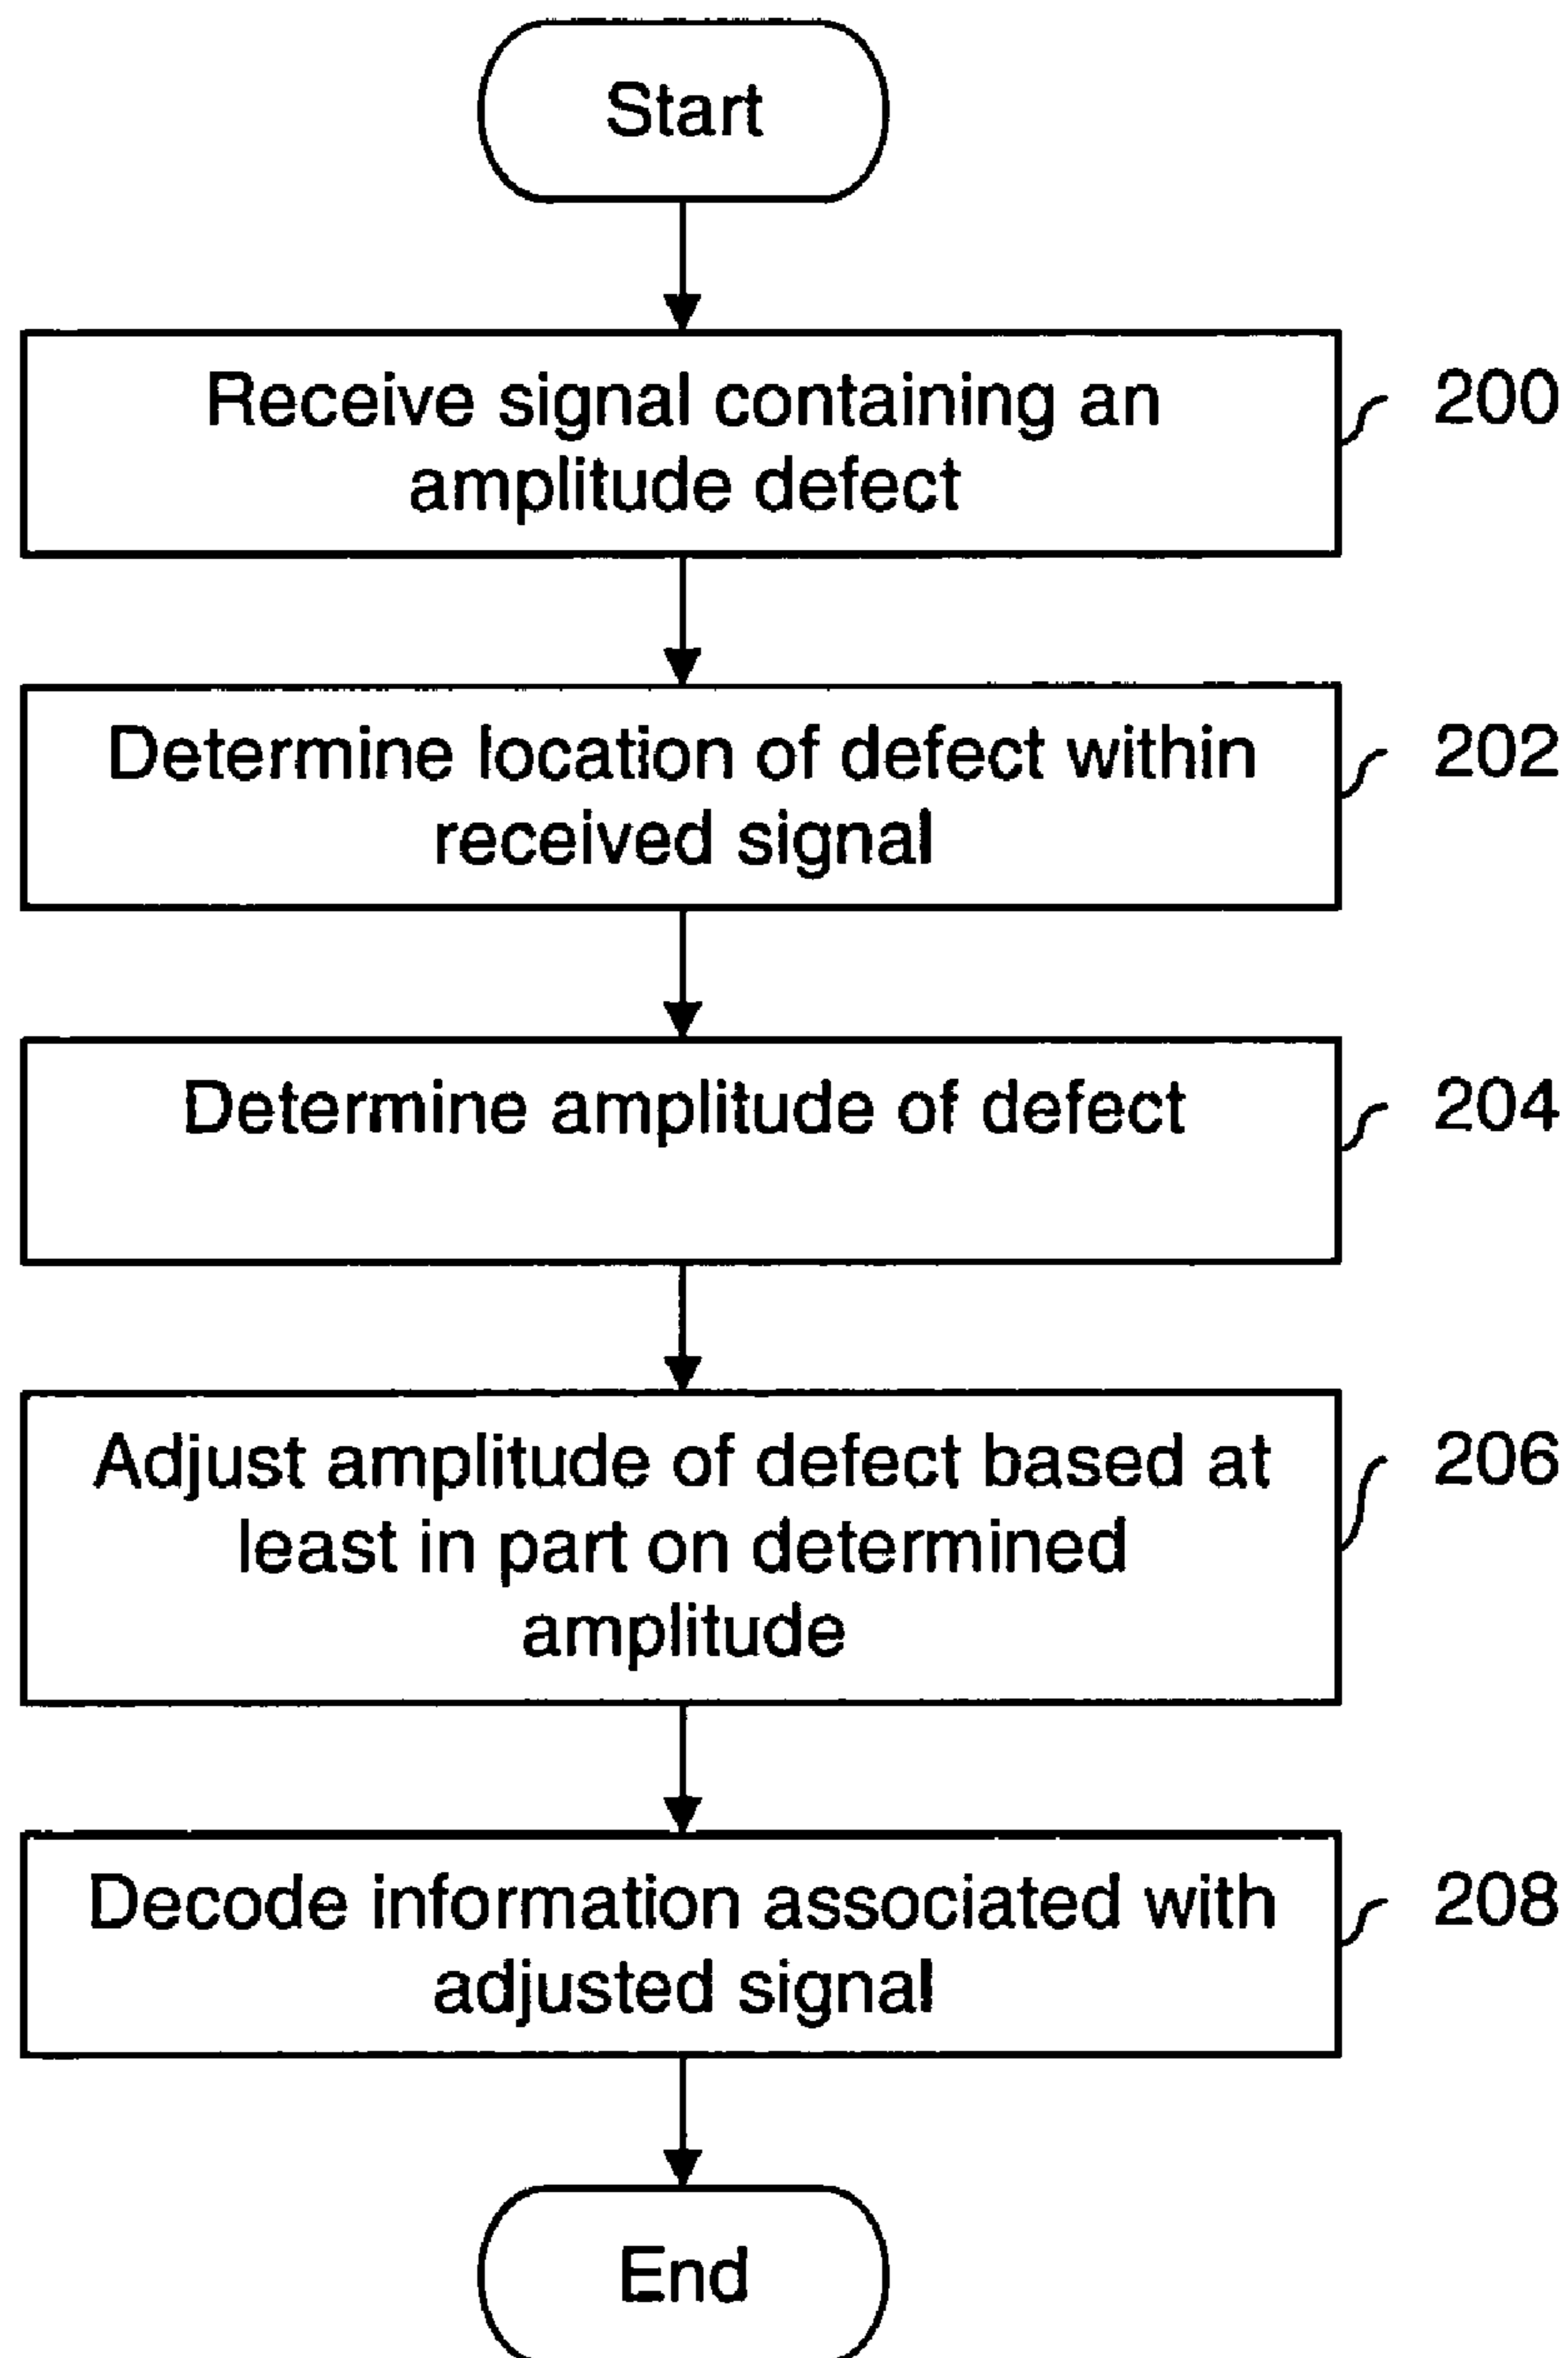 Start
Receive signal containing an
amplitude defect
200
Determine location of defect within
received signal
202
Determine amplitude of defect
204
Adjust amplitude of defect based at
least in part on determined
amplitude
206
Decode information associated with
adjusted signal
208
End